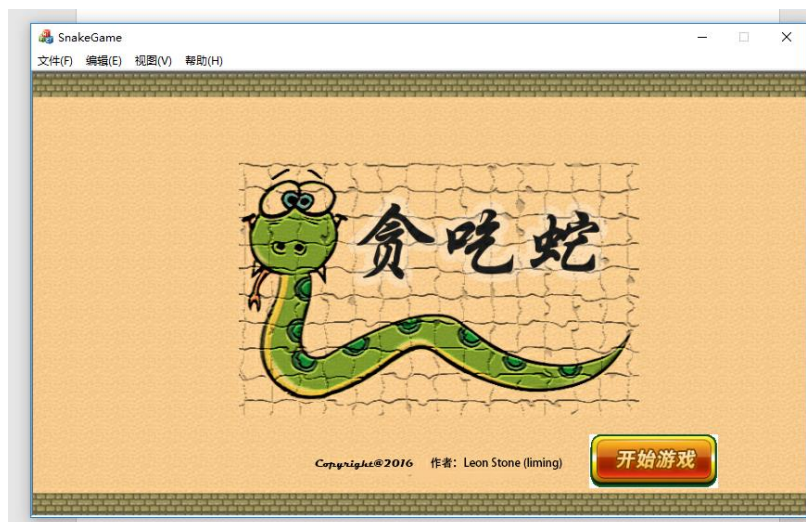 SnakeGame
文件(F) 编辑(E) 视图(V) 帮助(H)
贪吃蛇
Copyright@2016 作者：Leon Stone (liming)
开始游戏